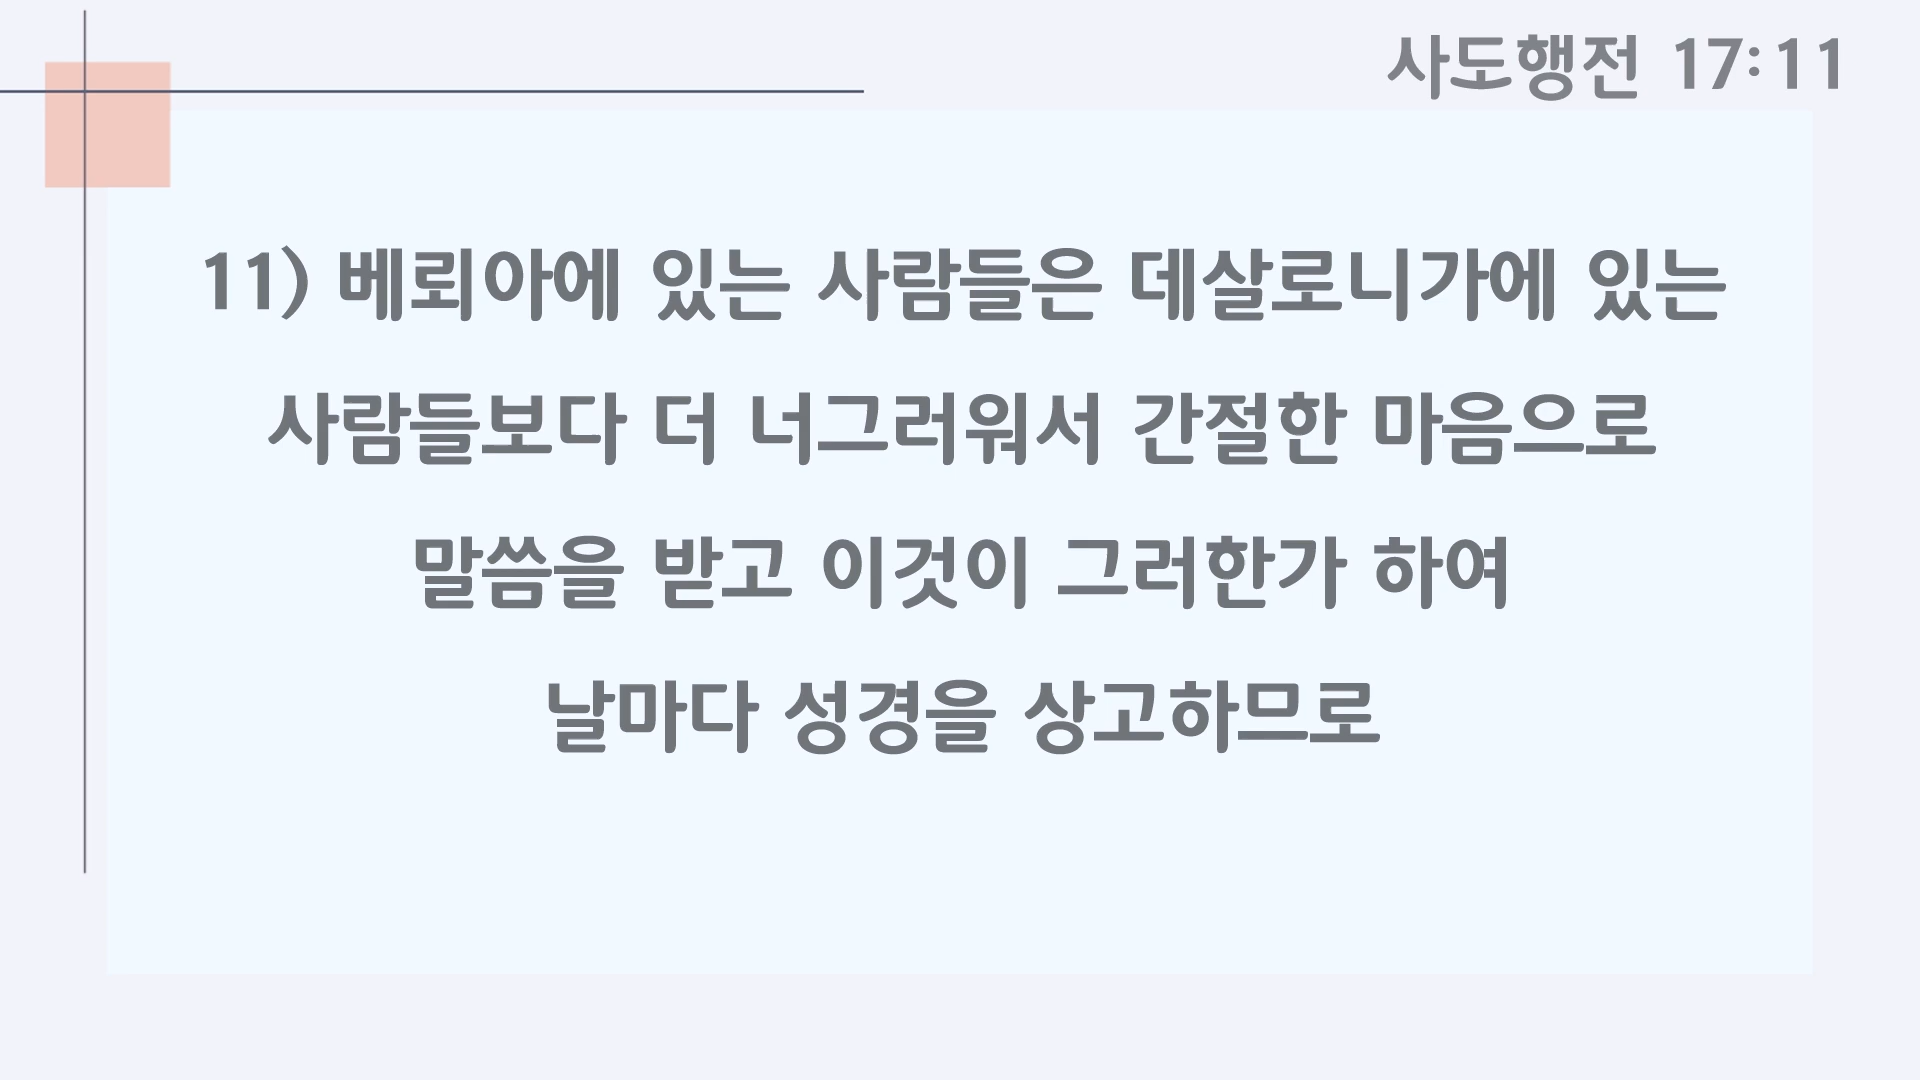 사도행전 17:11
11) 베뢰아에 있는 사람들은 데살로니가에 있는
사람들보다 더 너그러워서 간절한 마음으로
말씀을 받고 이것이 그러한가 하여
날마다 성경을 상고하므로